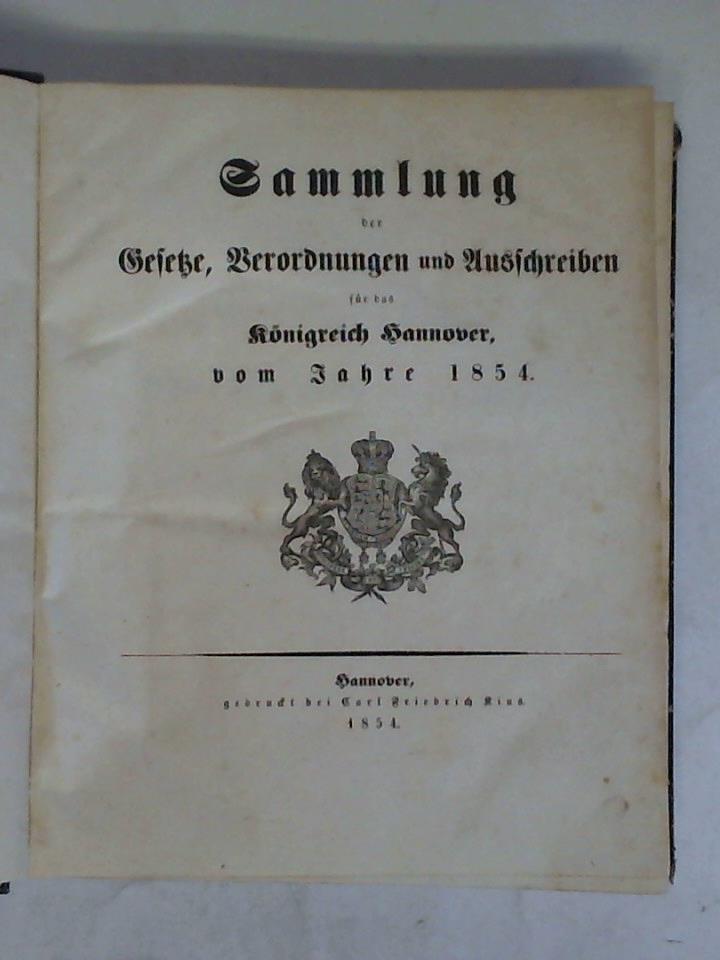 Sammlung
der
Gesetze, Verordnungen und Ausschreiben
für das
Königreich Hannover,
vom Jahre 1854.
Hannover,
gedruckt bei Carl Friedrich Kius.
1854.